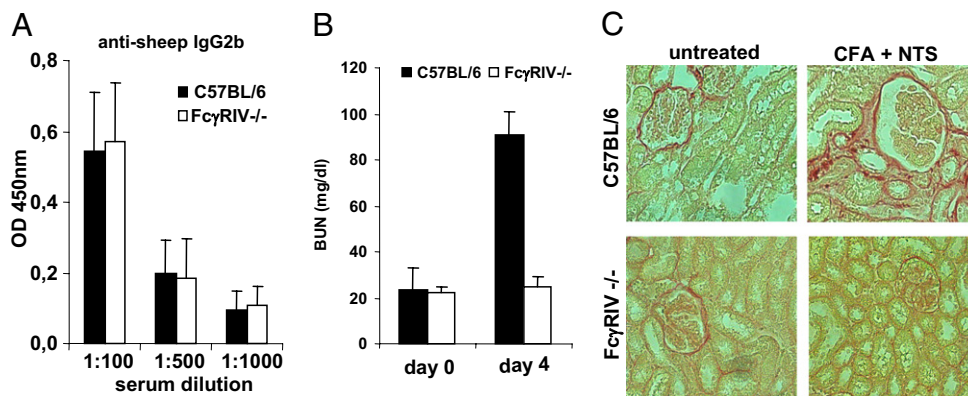 A
anti-sheep IgG2b
C57BL/6
FcγRIV-/-
OD 450nm
0,8
0,6
0,4
0,2
0,0
1:100 1:500 1:1000
serum dilution
B
C57BL/6 FcγRIV-/-
BUN (mg/dl)
120
100
80
60
40
20
0
day 0 day 4
C
untreated CFA + NTS
C57BL/6
FcγRIV -/-